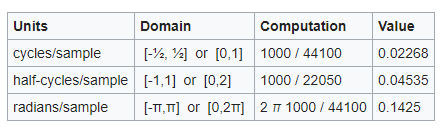 Units Domain Computation Value
cycles/sample [-½, ½] or [0,1] 1000 / 44100 0.02268
half-cycles/sample [-1,1] or [0,2] 1000 / 22050 0.04535
radians/sample [-π,π] or [0,2π] 2 π 1000 / 44100 0.1425